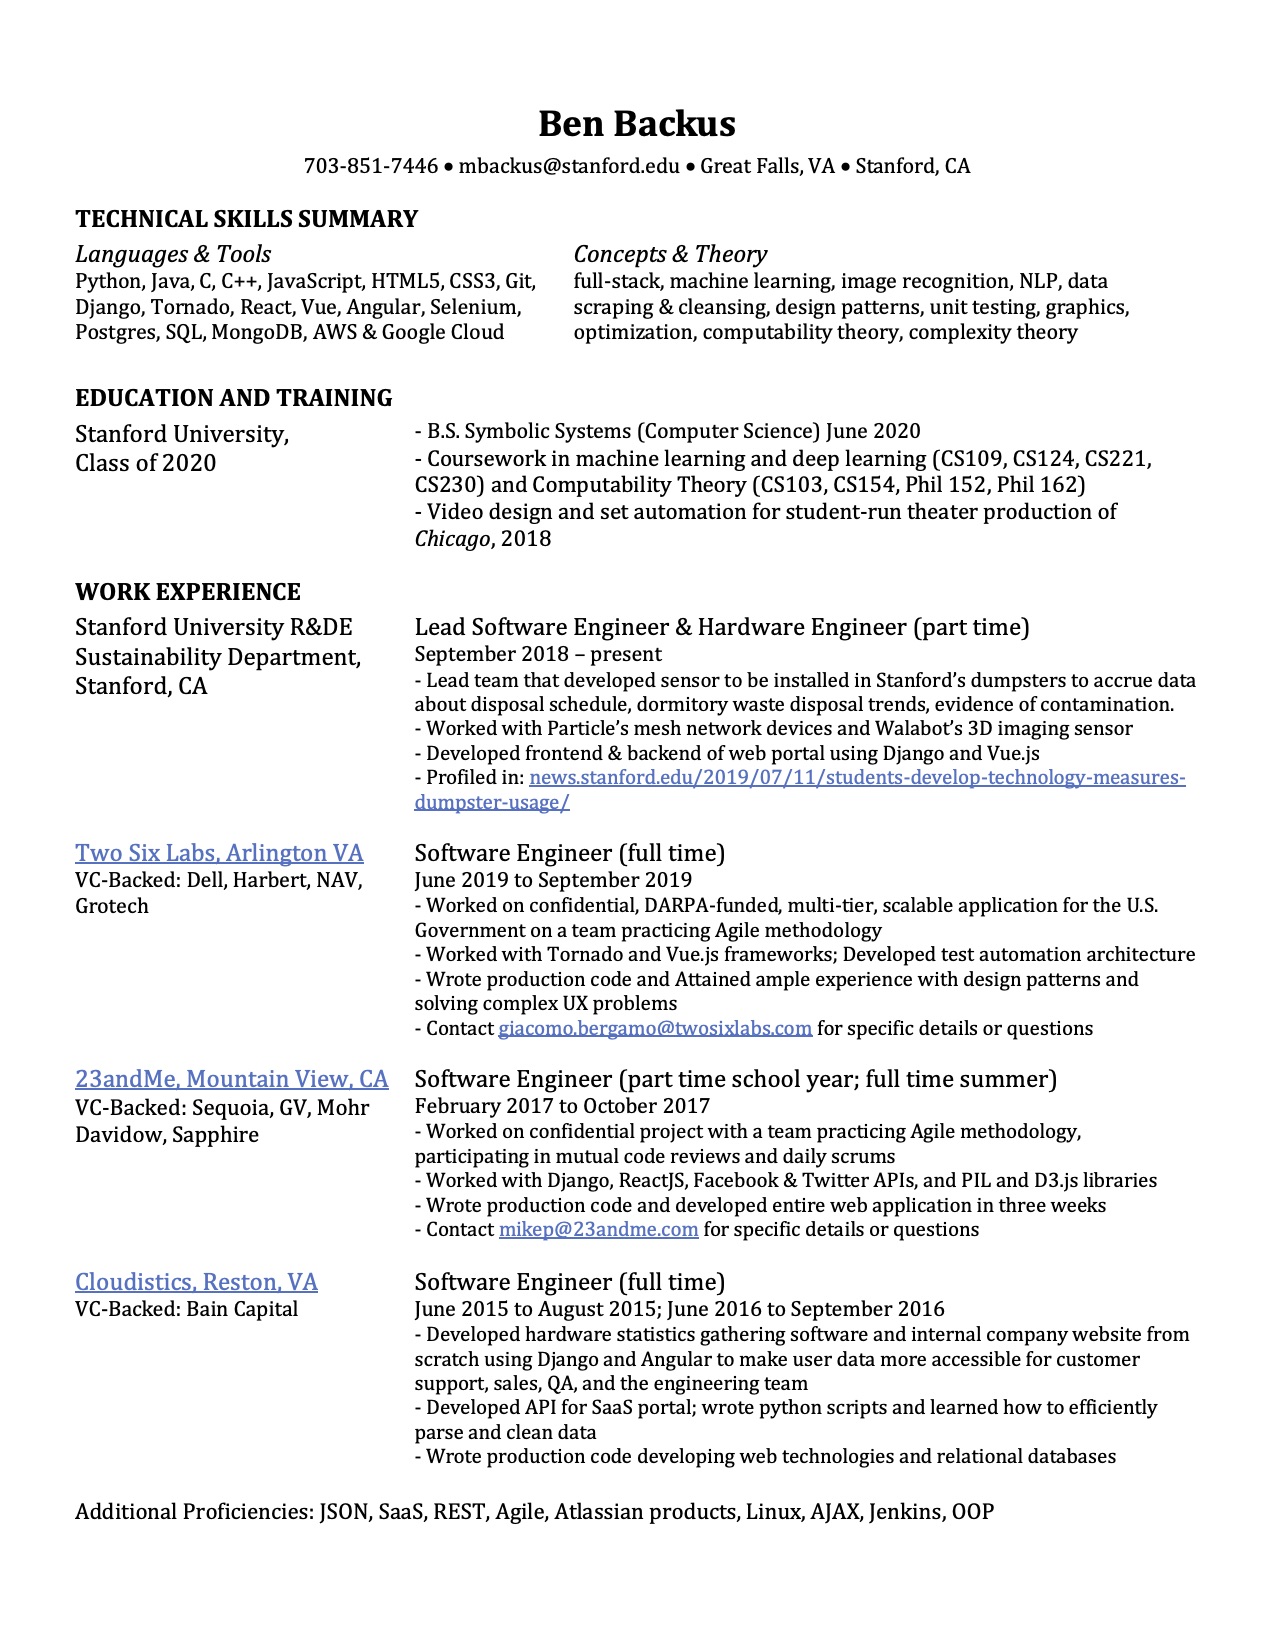 Ben Backus
703-851-7446 • mbackus@stanford.edu • Great Falls, VA • Stanford, CA
TECHNICAL SKILLS SUMMARY
Languages & Tools
Python, Java, C, C++, JavaScript, HTML5, CSS3, Git,
Django, Tornado, React, Vue, Angular, Selenium,
Postgres, SQL, MongoDB, AWS & Google Cloud
Concepts & Theory
full-stack, machine learning, image recognition, NLP, data
scraping & cleansing, design patterns, unit testing, graphics,
optimization, computability theory, complexity theory
EDUCATION AND TRAINING
Stanford University,
Class of 2020
- B.S. Symbolic Systems (Computer Science) June 2020
- Coursework in machine learning and deep learning (CS109, CS124, CS221,
CS230) and Computability Theory (CS103, CS154, Phil 152, Phil 162)
- Video design and set automation for student-run theater production of
Chicago, 2018
WORK EXPERIENCE
Stanford University R&DE
Sustainability Department,
Stanford, CA
Lead Software Engineer & Hardware Engineer (part time)
September 2018 – present
- Lead team that developed sensor to be installed in Stanford’s dumpsters to accrue data
about disposal schedule, dormitory waste disposal trends, evidence of contamination.
- Worked with Particle’s mesh network devices and Walabot’s 3D imaging sensor
- Developed frontend & backend of web portal using Django and Vue.js
- Profiled in: news.stanford.edu/2019/07/11/students-develop-technology-measures-
dumpster-usage/
Two Six Labs, Arlington VA
VC-Backed: Dell, Harbert, NAV,
Grotech
Software Engineer (full time)
June 2019 to September 2019
- Worked on confidential, DARPA-funded, multi-tier, scalable application for the U.S.
Government on a team practicing Agile methodology
- Worked with Tornado and Vue.js frameworks; Developed test automation architecture
- Wrote production code and Attained ample experience with design patterns and
solving complex UX problems
- Contact giacomo.bergamo@twosixlabs.com for specific details or questions
23andMe, Mountain View, CA
VC-Backed: Sequoia, GV, Mohr
Davidow, Sapphire
Software Engineer (part time school year; full time summer)
February 2017 to October 2017
- Worked on confidential project with a team practicing Agile methodology,
participating in mutual code reviews and daily scrums
- Worked with Django, ReactJS, Facebook & Twitter APIs, and PIL and D3.js libraries
- Wrote production code and developed entire web application in three weeks
- Contact mikep@23andme.com for specific details or questions
Cloudistics, Reston, VA
VC-Backed: Bain Capital
Software Engineer (full time)
June 2015 to August 2015; June 2016 to September 2016
- Developed hardware statistics gathering software and internal company website from
scratch using Django and Angular to make user data more accessible for customer
support, sales, QA, and the engineering team
- Developed API for SaaS portal; wrote python scripts and learned how to efficiently
parse and clean data
- Wrote production code developing web technologies and relational databases
Additional Proficiencies: JSON, SaaS, REST, Agile, Atlassian products, Linux, AJAX, Jenkins, OOP